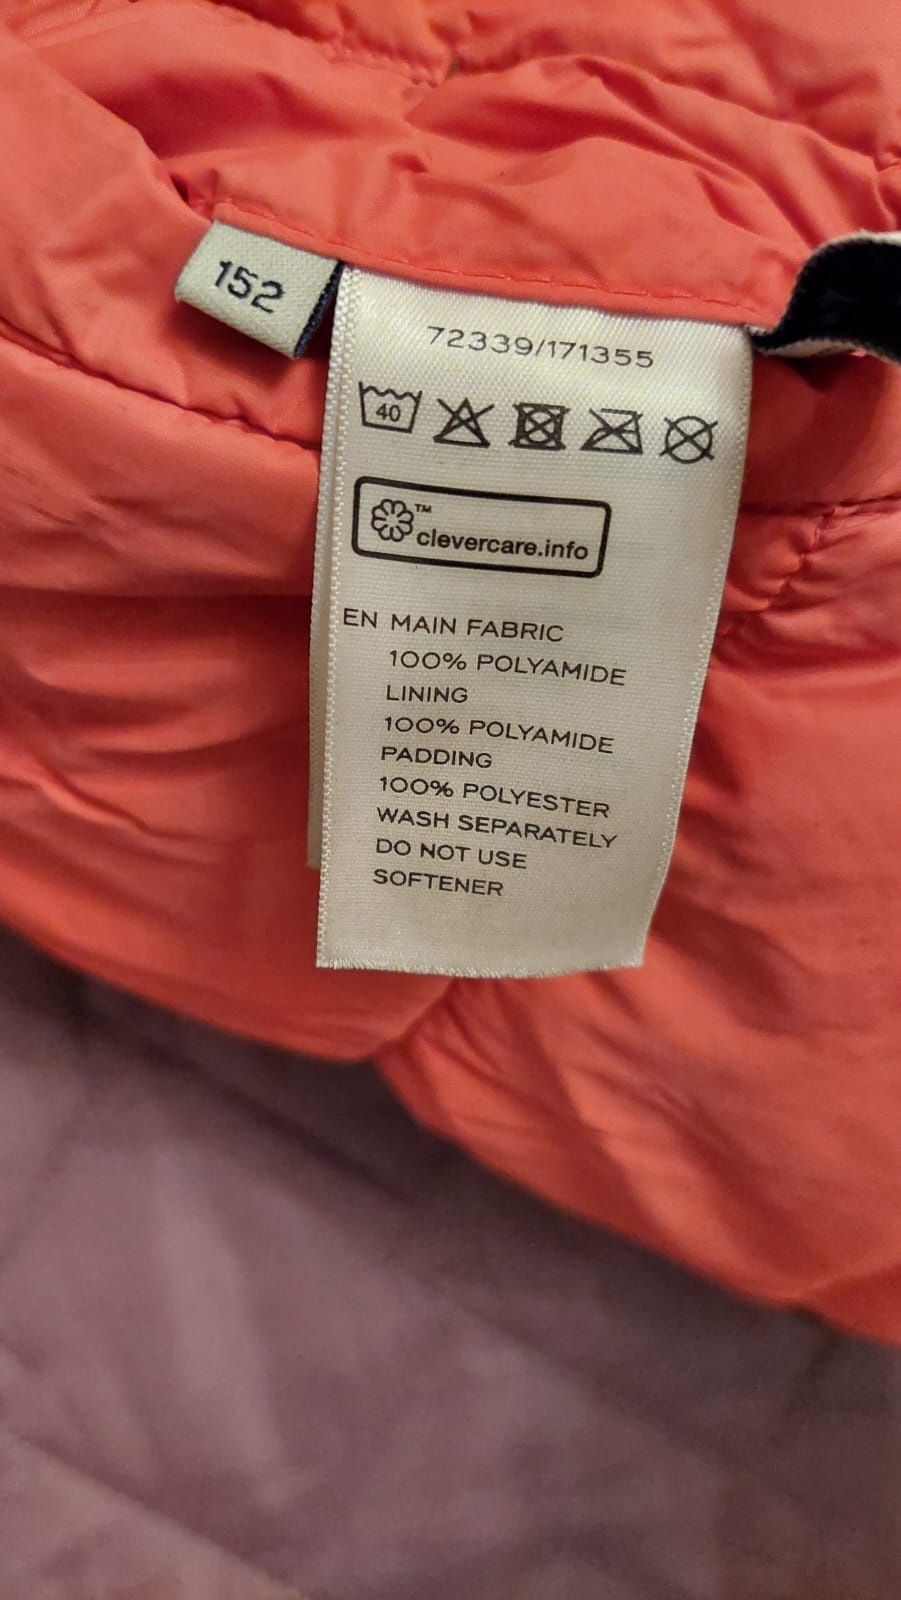 152
72339/171355
40
™
clevercare.info
EN MAIN FABRIC
100% POLYAMIDE
LINING
100% POLYAMIDE
PADDING
100% POLYESTER
WASH SEPARATELY
DO NOT USE
SOFTENER